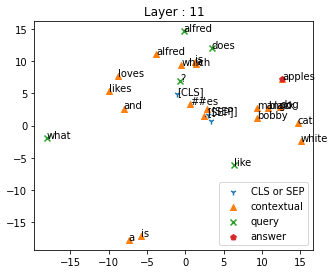 Layer : 11
alfred
does
alfred
which
is
?
loves
apples
likes
[CLS]
##es
and
[SEP]
mango
dog
bobby
cat
white
what
like
a
is
CLS or SEP
contextual
query
answer
15
10
5
0
−5
−10
−15
−15
−10
−5
0
5
10
15